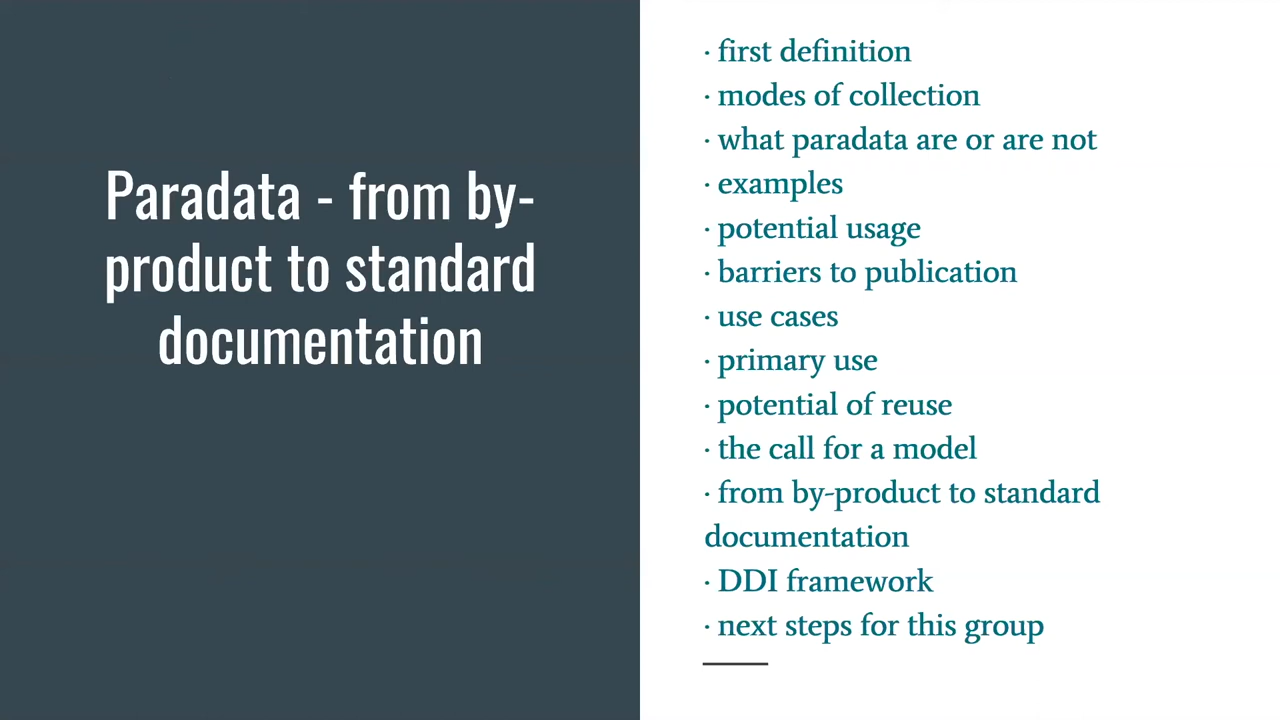 Paradata - from by-
product to standard
documentation
· first definition
· modes of collection
· what paradata are or are not
· examples
· potential usage
· barriers to publication
· use cases
· primary use
· potential of reuse
· the call for a model
· from by-product to standard
documentation
· DDI framework
· next steps for this group